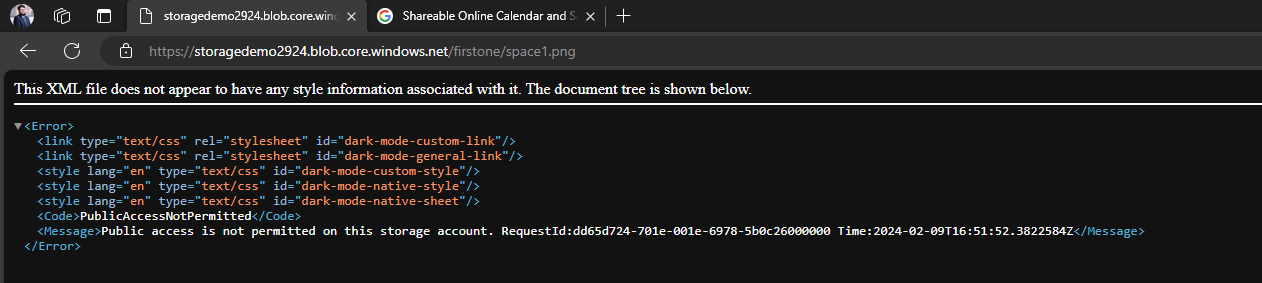 storagedemo2924.blob.core.wind
Shareable Online Calendar and S
https://storagedemo2924.blob.core.windows.net/firstone/space1.png
This XML file does not appear to have any style information associated with it. The document tree is shown below.
▼<Error>
<link type="text/css" rel="stylesheet" id="dark-mode-custom-link"/>
<link type="text/css" rel="stylesheet" id="dark-mode-general-link"/>
<style lang="en" type="text/css" id="dark-mode-custom-style"/>
<style lang="en" type="text/css" id="dark-mode-native-style"/>
<style lang="en" type="text/css" id="dark-mode-native-sheet"/>
<Code>PublicAccessNotPermitted</Code>
<Message>Public access is not permitted on this storage account. RequestId:dd65d724-701e-001e-6978-5b0c26000000 Time:2024-02-09T16:51:52.3822584Z</Message>
</Error>